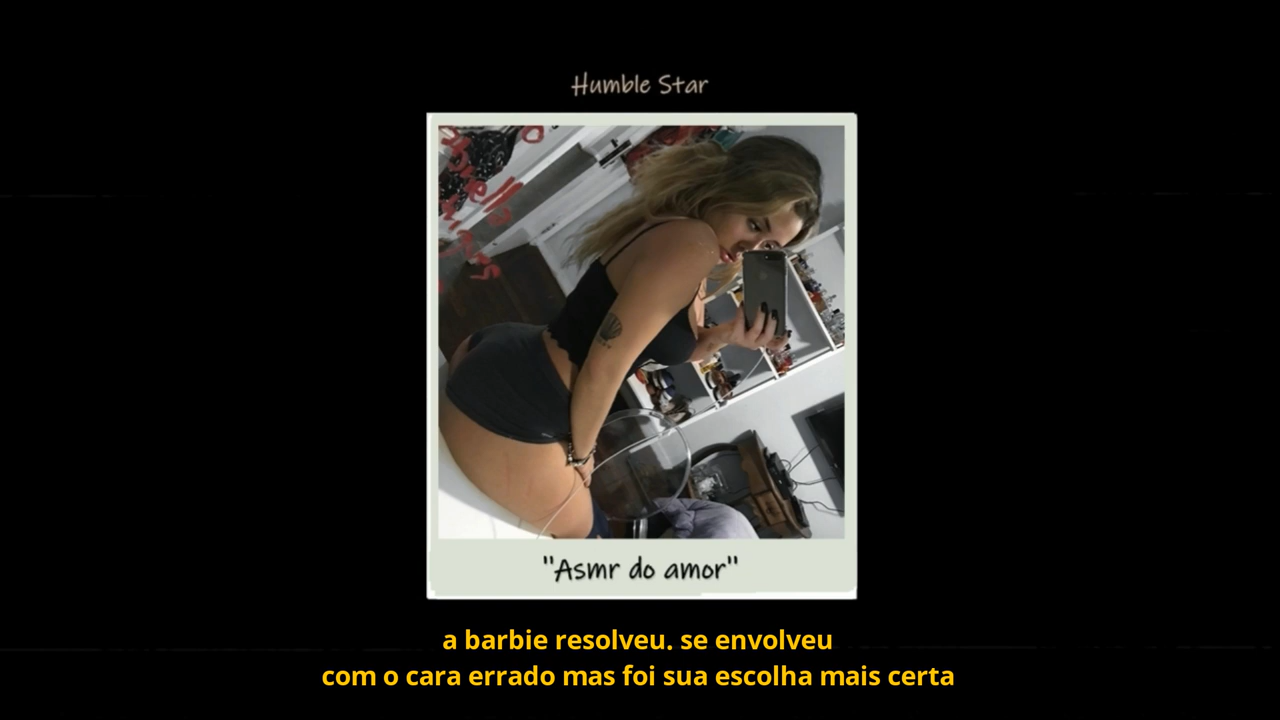 Humble Star
"Asmr do amor"
a barbie resolveu. se envolveu
com o cara errado mas foi sua escolha mais certa